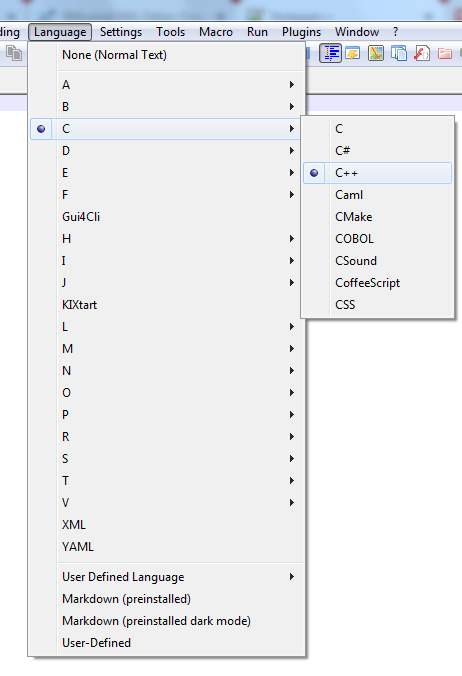 Language Settings Tools Macro Run Plugins Window ?
None (Normal Text)
A
B
C
D
E
F
Gui4Cli
H
I
J
KIXtart
L
M
N
O
P
R
S
T
V
XML
YAML
User Defined Language
Markdown (preinstalled)
Markdown (preinstalled dark mode)
User-Defined
C
C#
C++
Caml
CMake
COBOL
CSound
CoffeeScript
CSS